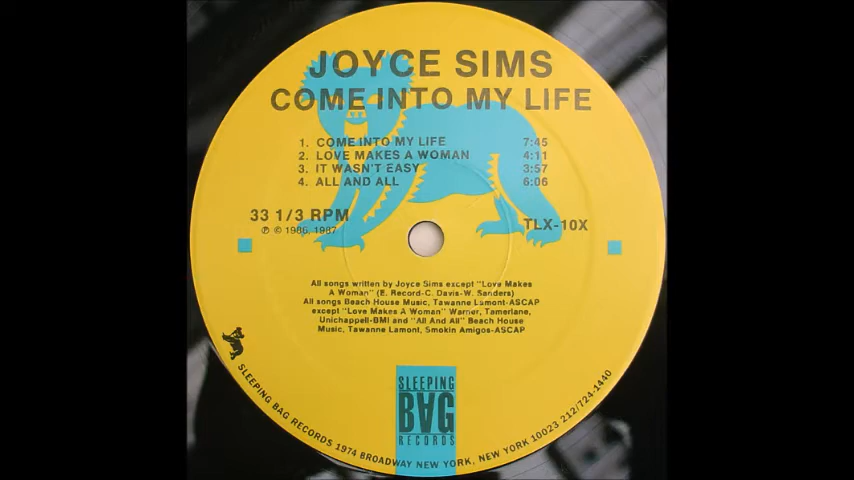 JOYCE SIMS
COME INTO MY LIFE
1. COME INTO MY LIFE 7:45
2. LOVE MAKES A WOMAN 4:11
3. IT WASN'T EASY 3:57
4. ALL AND ALL 6:06
33 1/3 RPM
℗ © 1986, 1987
TLX-10X
All songs written by Joyce Sims except "Love Makes
A Woman" (E. Record-C. Davis-W. Sanders)
All songs Beach House Music, Tawanne Lamont-ASCAP
except "Love Makes A Woman" Warner, Tamerlane,
Unichappell-BMI and "All And All" Beach House
Music, Tawanne Lamont, Smokin Amigos-ASCAP
SLEEPING
BAG
RECORDS
SLEEPING BAG RECORDS 1974 BROADWAY NEW YORK, NEW YORK 10023 212/724-1440